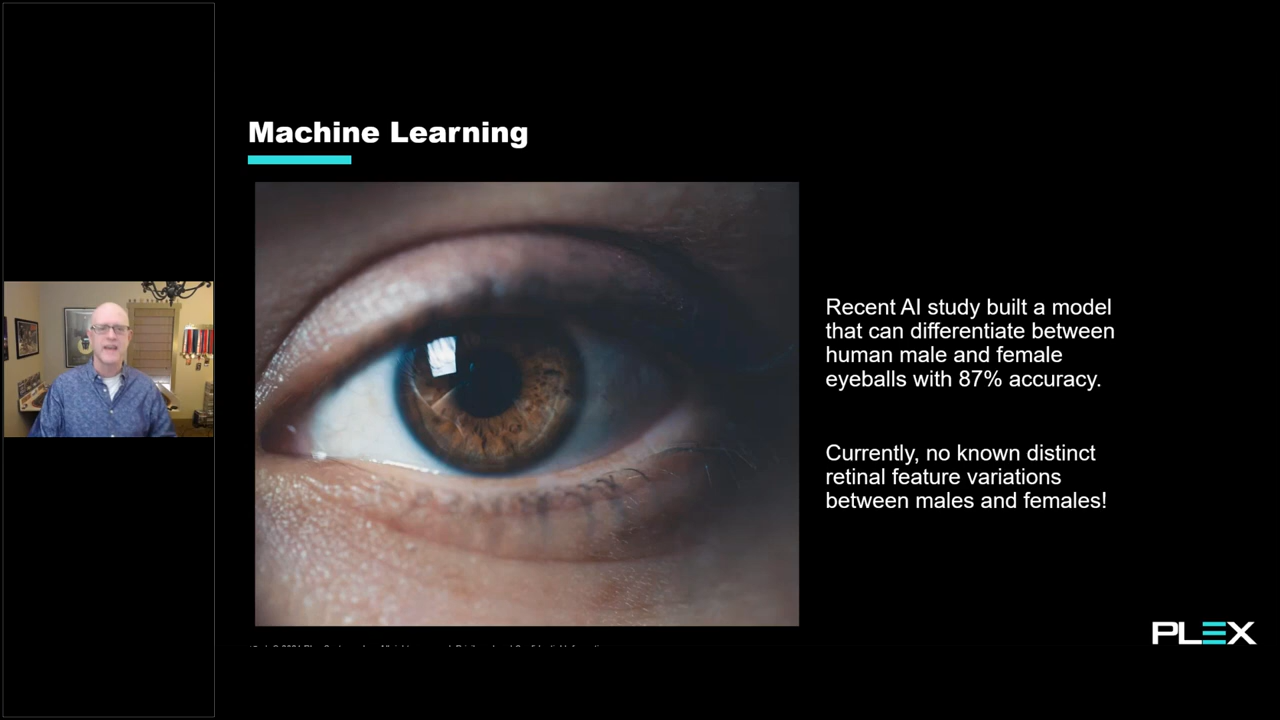 Machine Learning
Recent AI study built a model
that can differentiate between
human male and female
eyeballs with 87% accuracy.
Currently, no known distinct
retinal feature variations
between males and females!
PLEX